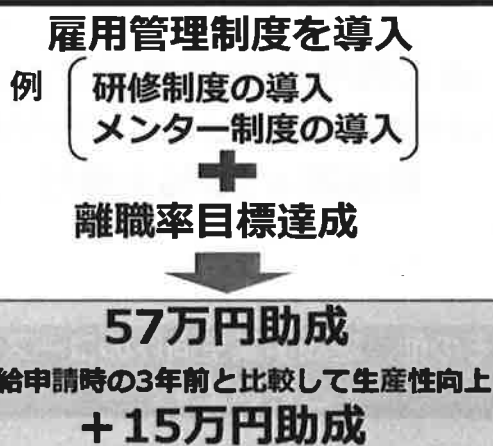 雇用管理制度を導入
例
研修制度の導入
メンター制度の導入
+
離職率目標達成
57万円助成
給申請時の3年前と比較して生産性向上
+15万円助成